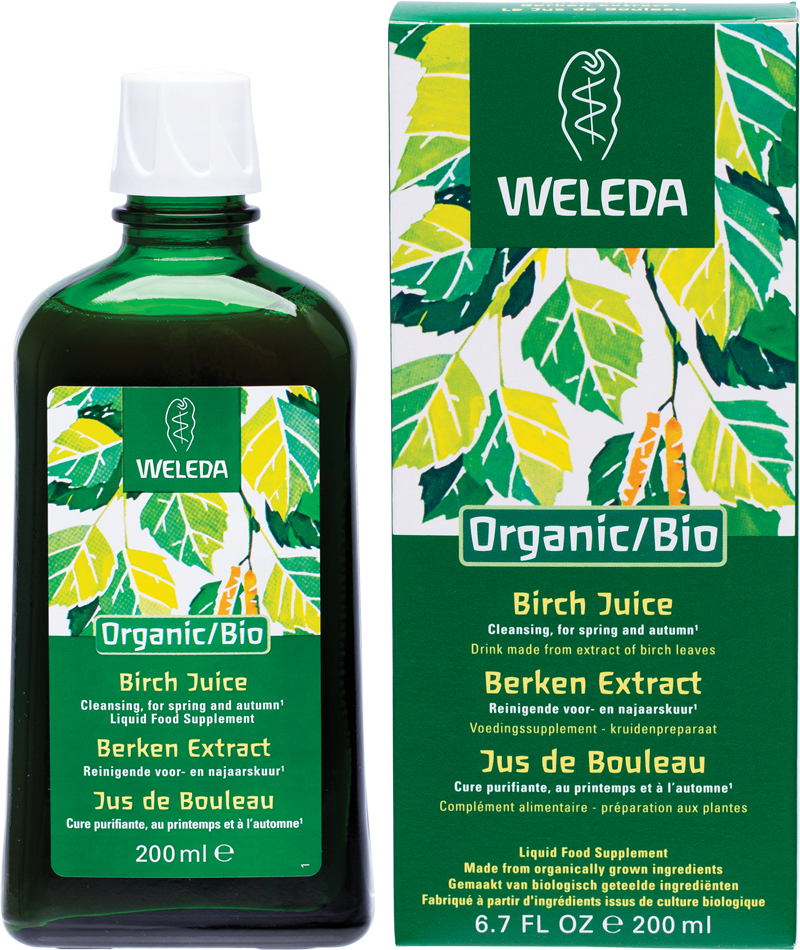 WELEDA
Organic/Bio
Birch Juice
Cleansing, for spring and autumn¹
Liquid Food Supplement
Berken Extract
Reinigende voor- en najaarskuur¹
Jus de Bouleau
Cure purifiante, au printemps et à l'automne¹
200 ml ℮
1
WELEDA
Organic/Bio
Birch Juice
Cleansing, for spring and autumn¹
Drink made from extract of birch leaves
Berken Extract
Reinigende voor- en najaarskuur¹
Voedingssupplement - kruidenpreparaat
Jus de Bouleau
Cure purifiante, au printemps et à l'automne¹
Complément alimentaire - préparation aux plantes
Liquid Food Supplement
Made from organically grown ingredients
Gemaakt van biologisch geteelde ingrediënten
Fabriqué à partir d'ingrédients issus de culture biologique
6.7 FL OZ ℮ 200 ml